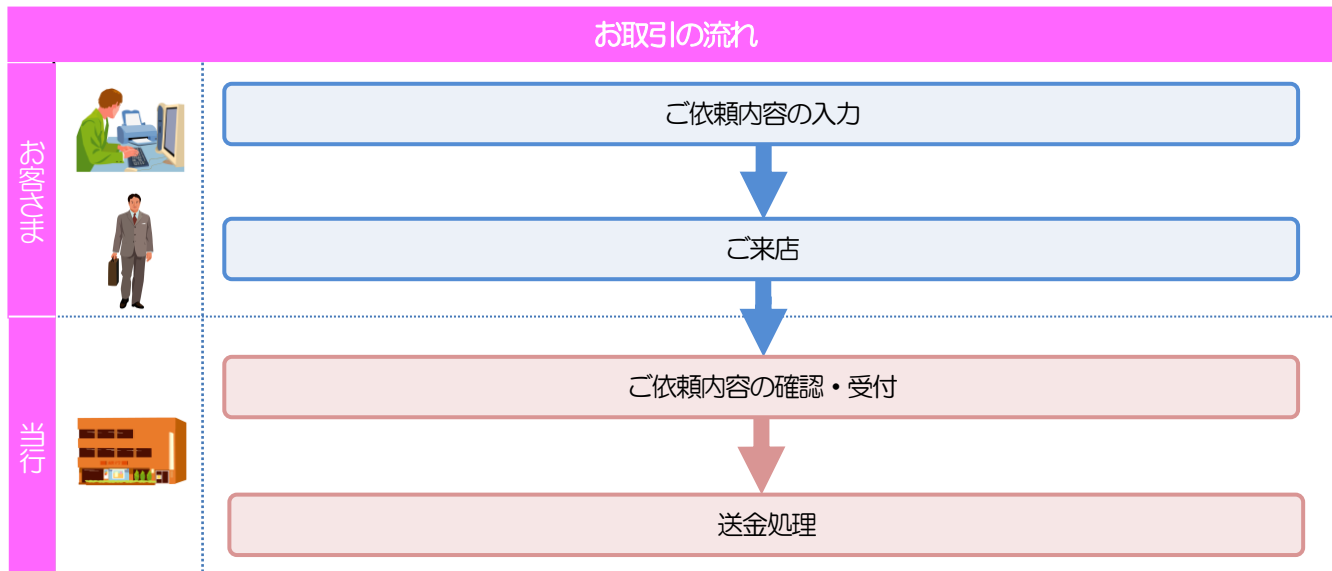 お取引の流れ
お客さま
ご依頼内容の入力
ご来店
当行
ご依頼内容の確認・受付
送金処理